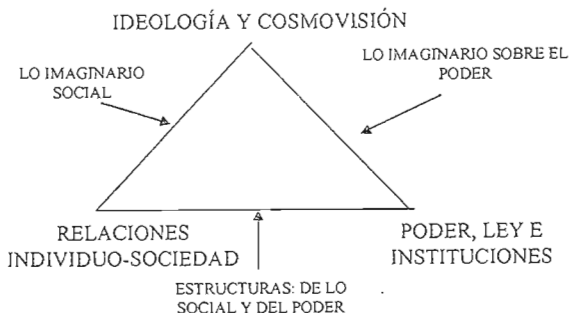 IDEOLOGÍA Y COSMOVISIÓN
LO IMAGINARIO
SOCIAL
LO IMAGINARIO SOBRE EL
PODER
RELACIONES
INDIVIDUO-SOCIEDAD
PODER, LEY E
INSTITUCIONES
ESTRUCTURAS: DE LO
SOCIAL Y DEL PODER